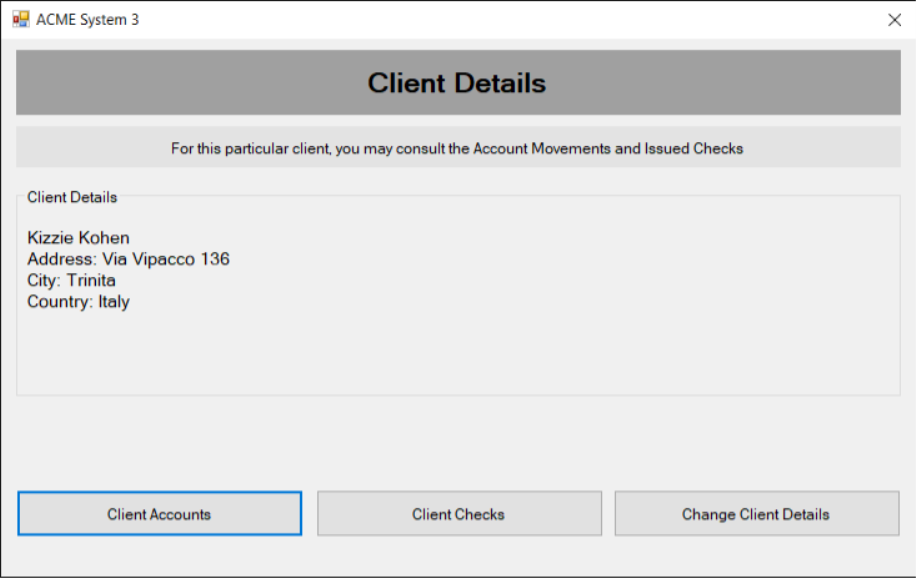 ACME System 3
Client Details
For this particular client, you may consult the Account Movements and Issued Checks
Client Details
Kizzie Kohen
Address: Via Vipacco 136
City: Trinita
Country: Italy
Client Accounts
Client Checks
Change Client Details